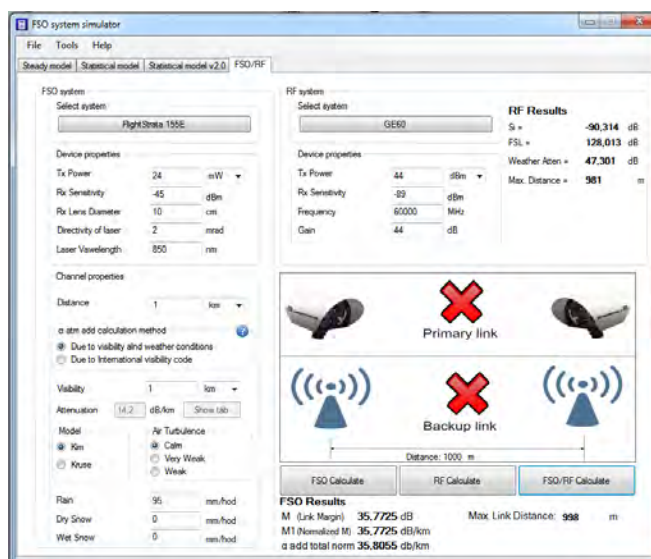 FSO system simulator
File Tools Help
Steady model Statistical model Statistical model v2.0 FSO/RF
FSO system
Select system
FlightStrata 155E
Device properties
Tx Power 24 mW
Rx Sensitivity -45 dBm
Rx Lens Diameter 10 cm
Directivity of laser 2 mrad
Laser Vawelength 850 nm
Channel properties
Distance 1 km
α atm add calculation method
Due to visibility aInd weather conditions
Due to International visibility code
Visibility 1 km
Attenuation 14,2 dB/km Show tab
Model Air Turbulence
Kim Calm
Kruse Very Weak
Weak
Rain 95 mm/hod
Dry Snow 0 mm/hod
Wet Snow 0 mm/hod
RF system
Select system
GE60
Device properties
Tx Power 44 dBm
Rx Sensitivity -89 dBm
Frequency 60000 MHz
Gain 44 dB
RF Results
Si = -90,314 dB
FSL = 128,013 dB
Weather Atten = 47,301 dB
Max. Distance = 981 m
Primary link
Backup link
Distance: 1000 m
FSO Calculate RF Calculate FSO/RF Calculate
FSO Results
M (Link Margin) 35,7725 dB Max. Link Distance: 998 m
M1 (Normalized M) 35,7725 dB/km
α add total norm 35,8055 db/km